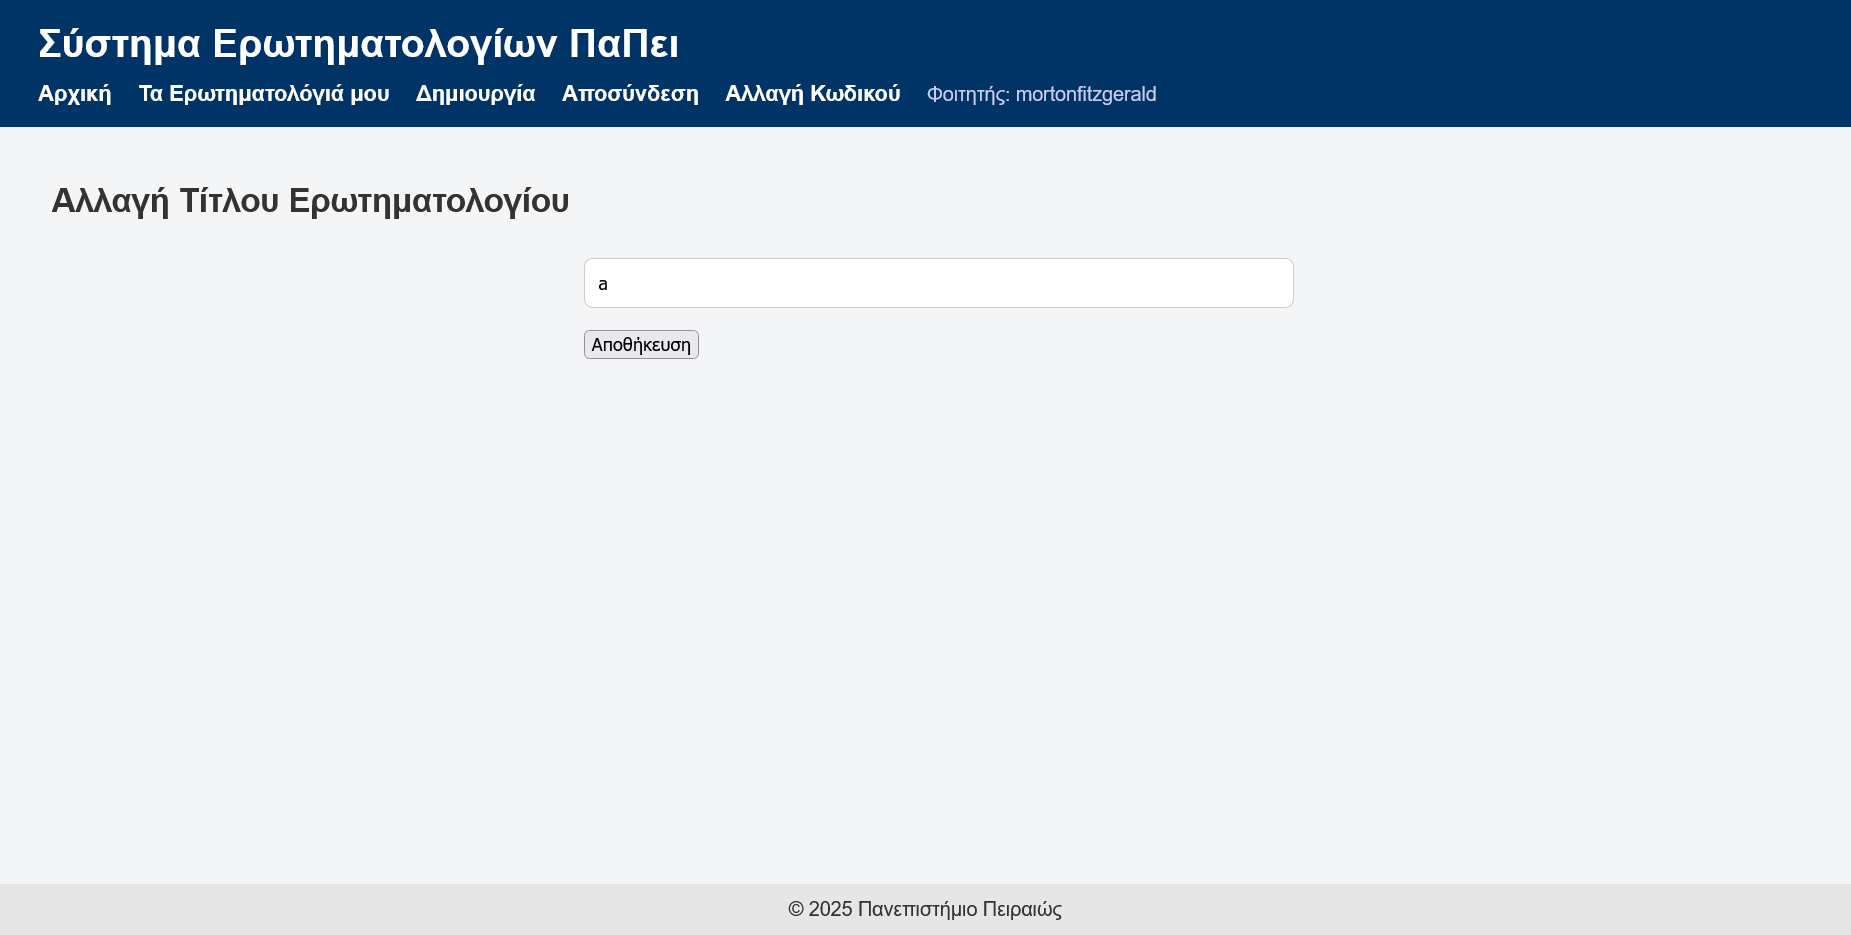 Σύστημα Ερωτηματολογίων ΠαΠει
Αρχική Τα Ερωτηματολόγιά μου Δημιουργία Αποσύνδεση Αλλαγή Κωδικού Φοιτητής: mortonfitzgerald
Αλλαγή Τίτλου Ερωτηματολογίου
a
Αποθήκευση
© 2025 Πανεπιστήμιο Πειραιώς